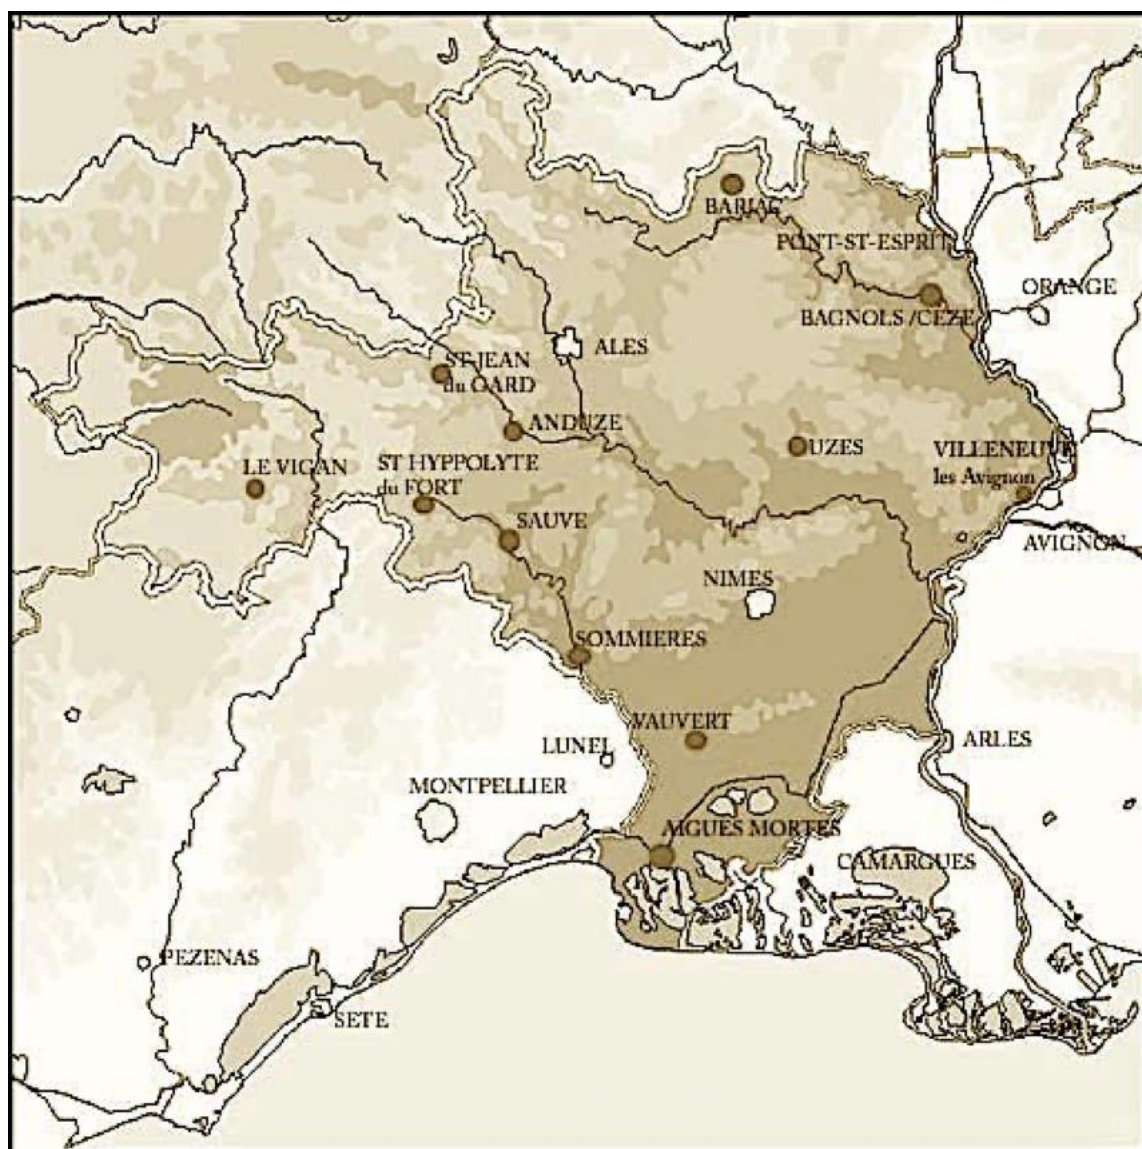 BARJAC
PONT-ST-ESPRIT
ORANGE
BAGNOLS /CEZE
ALES
ST JEAN
du GARD
ANDUZE
UZES
VILLENEUVE
les Avignon
LE VIGAN
ST HYPPOLYTE
du FORT
SAUVE
AVIGNON
NIMES
SOMMIERES
VAUVERT
LUNEL
ARLES
MONTPELLIER
AIGUES MORTES
CAMARGUES
PEZENAS
SETE